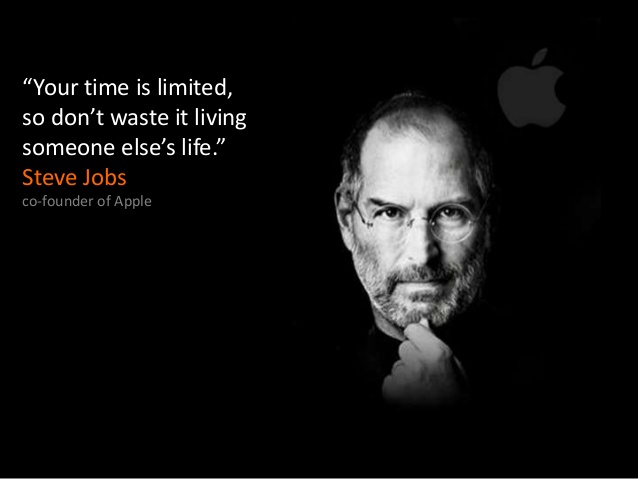 “Your time is limited,
so don’t waste it living
someone else’s life.”
Steve Jobs
co-founder of Apple